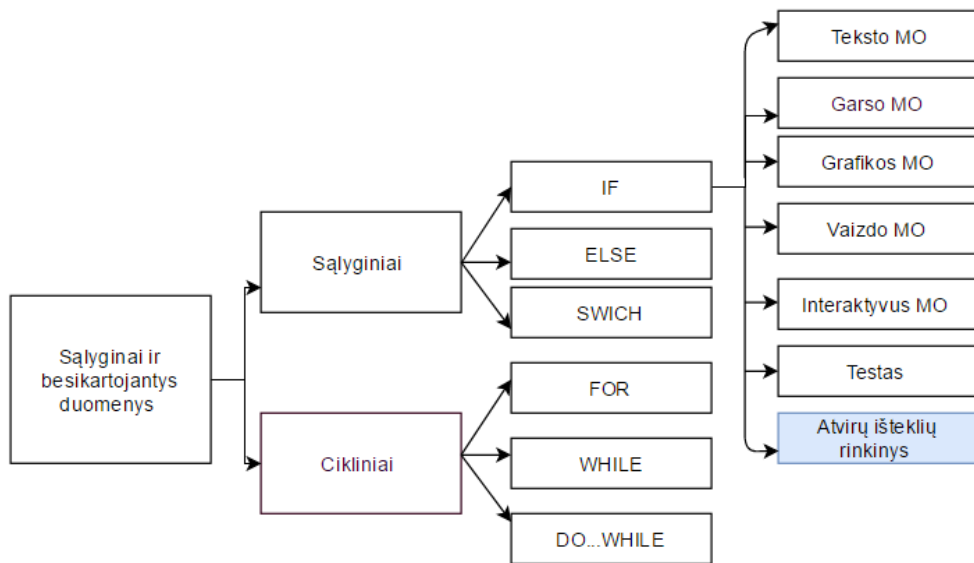 Sąlyginai ir
besikartojantys
duomenys
Sąlyginiai
Cikliniai
IF
ELSE
SWICH
FOR
WHILE
DO...WHILE
Teksto MO
Garso MO
Grafikos MO
Vaizdo MO
Interaktyvus MO
Testas
Atvirų išteklių
rinkinys